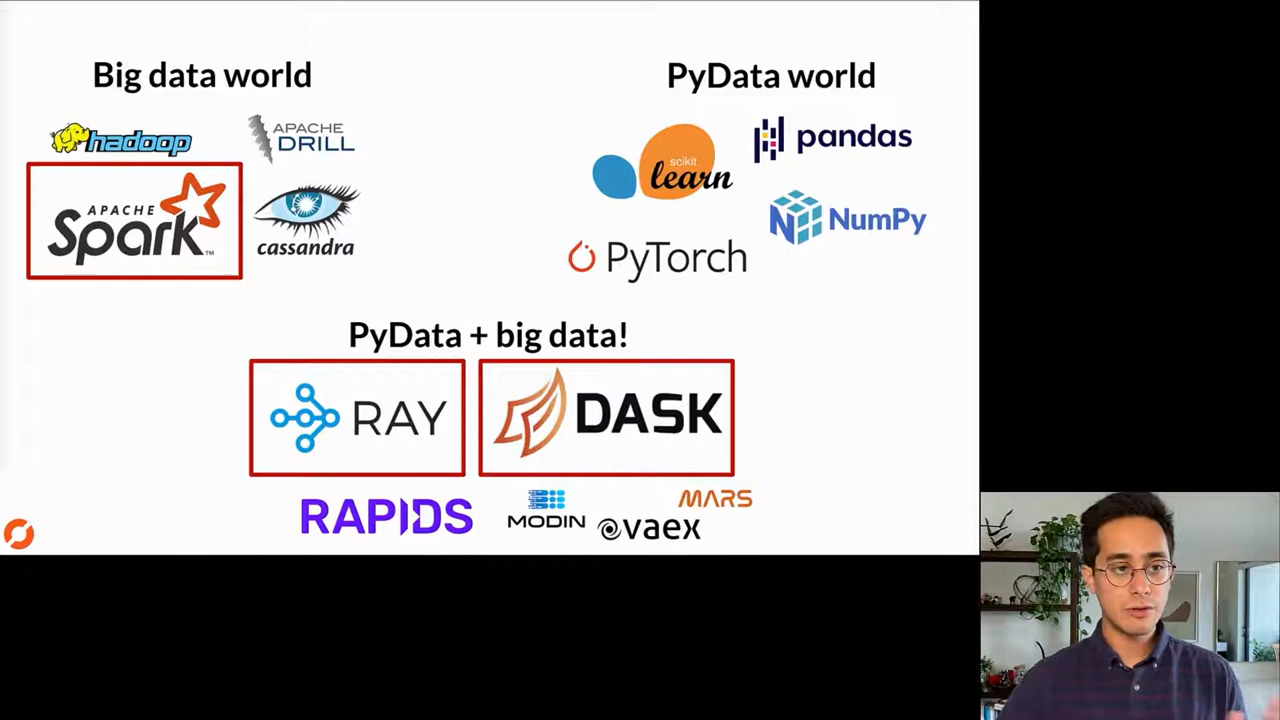 Big data world
hadoop
APACHE
DRILL
APACHE
Spark™
cassandra
PyData world
scikit
learn
pandas
NumPy
PyTorch
PyData + big data!
RAY
DASK
RAPIDS
MODIN
MARS
vaex